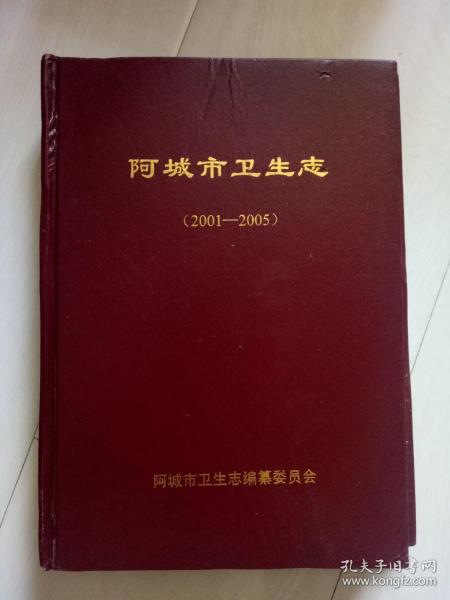 阿城市卫生志
（2001—2005）
阿城市卫生志编纂委员会
孔夫子旧书网
www.kongfz.com